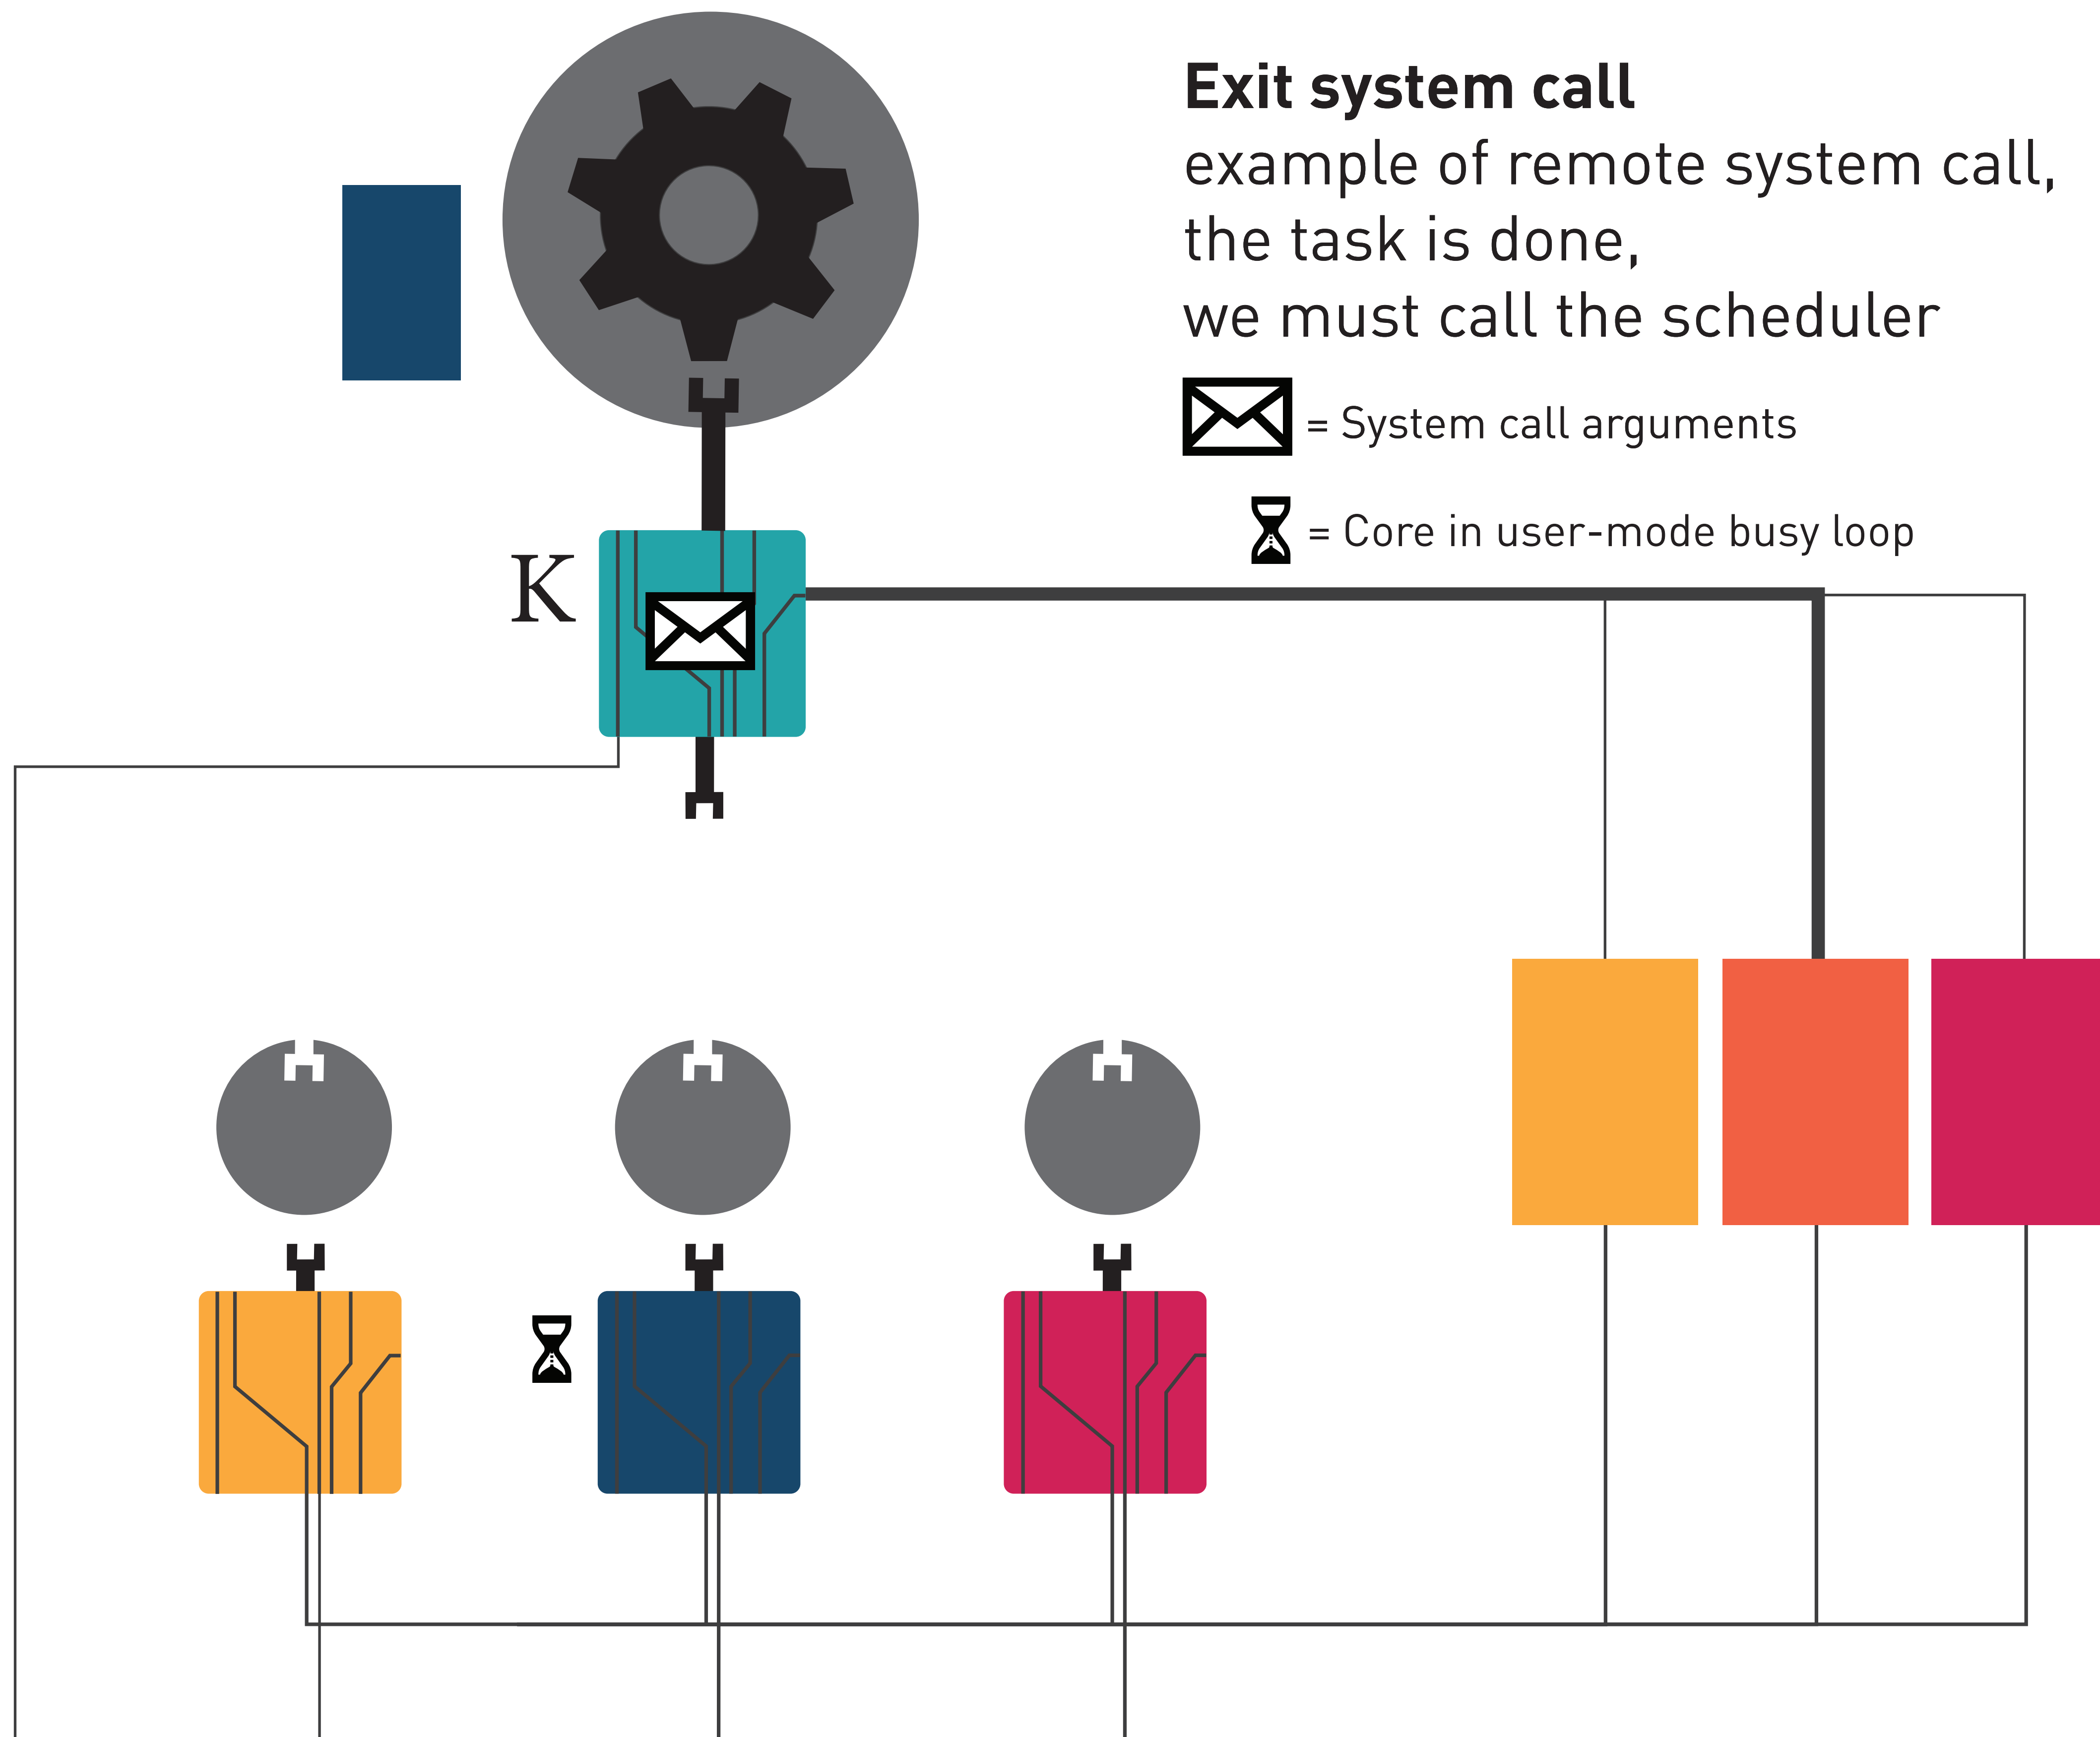 Exit system call
example of remote system call,
the task is done,
we must call the scheduler
= System call arguments
= Core in user-mode busy loop
K